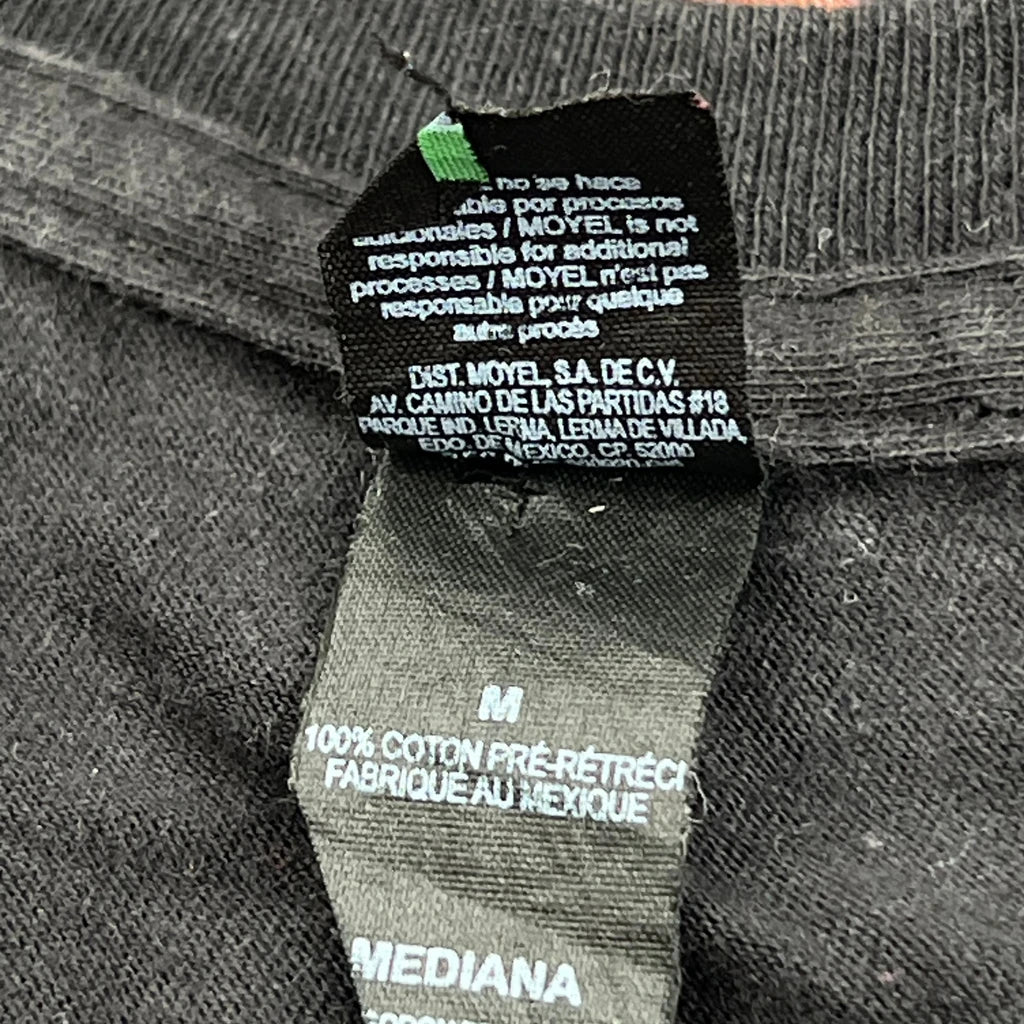 no se hace
por procesos
adicionales / MOYEL is not
responsible for additional
processes / MOYEL n'est pas
responsable pour quelque
autre procès
DIST. MOYEL, S.A. DE C.V.
AV. CAMINO DE LAS PARTIDAS #18
PARQUE IND. LERMA, LERMA DE VILLADA,
EDO. DE MEXICO, CP. 52000
M
100% COTON PRÉ-RÉTRÉCI
FABRIQUÉ AU MEXIQUE
MEDIANA